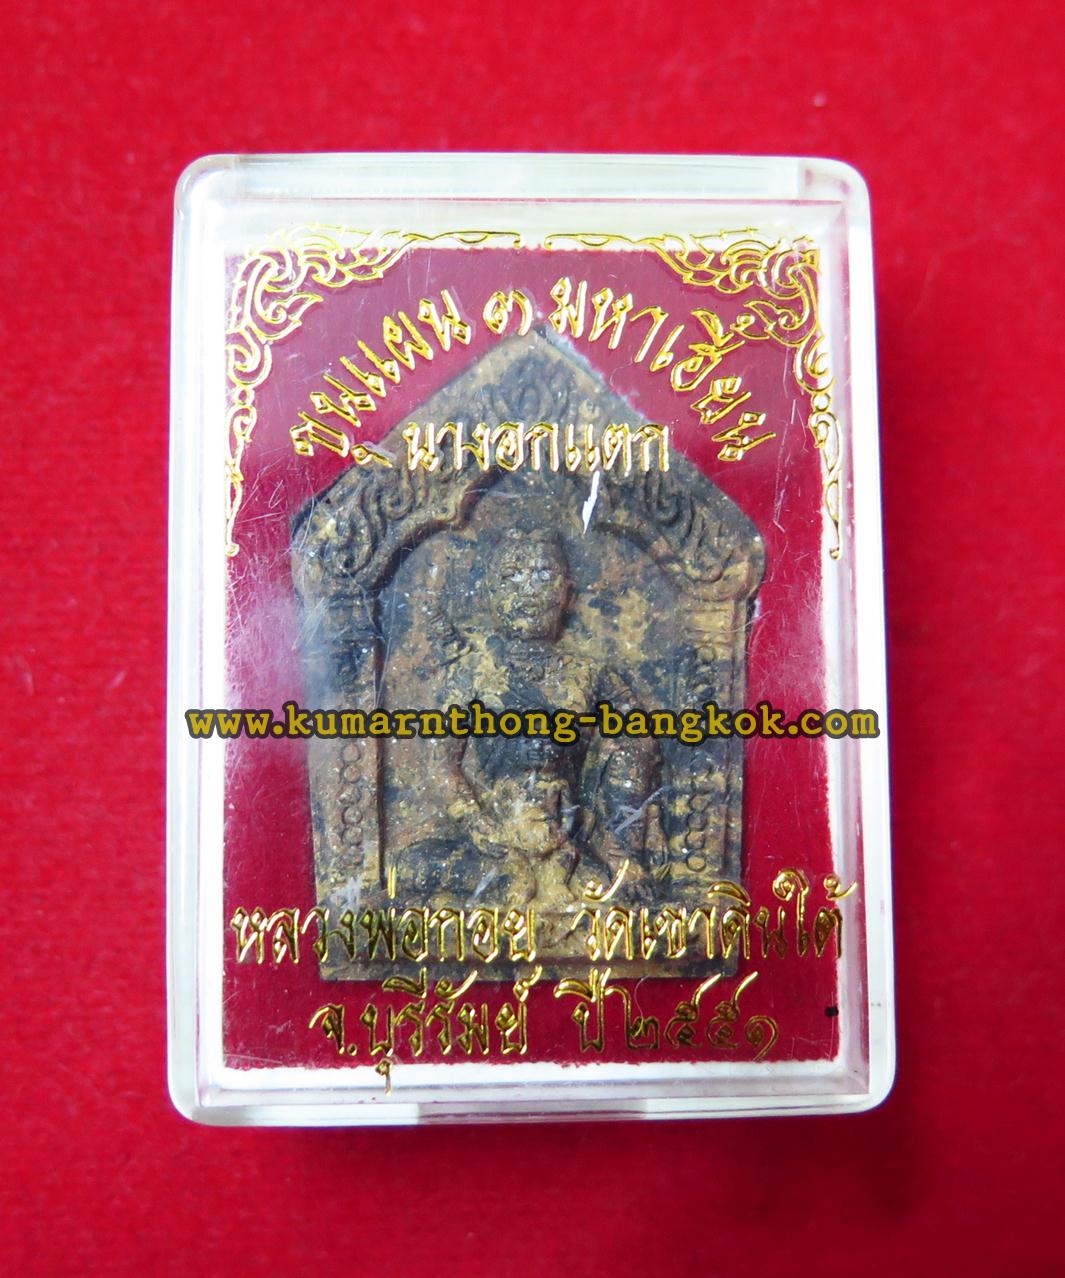 ขุนแผน ๓ มหาเฮี้ยน
นางอกแตก
www.kumarnthong-bangkok.com
หลวงพ่อกอย วัดเขาดินใต้
จ.บุรีรัมย์ ปี ๒๕๕๑